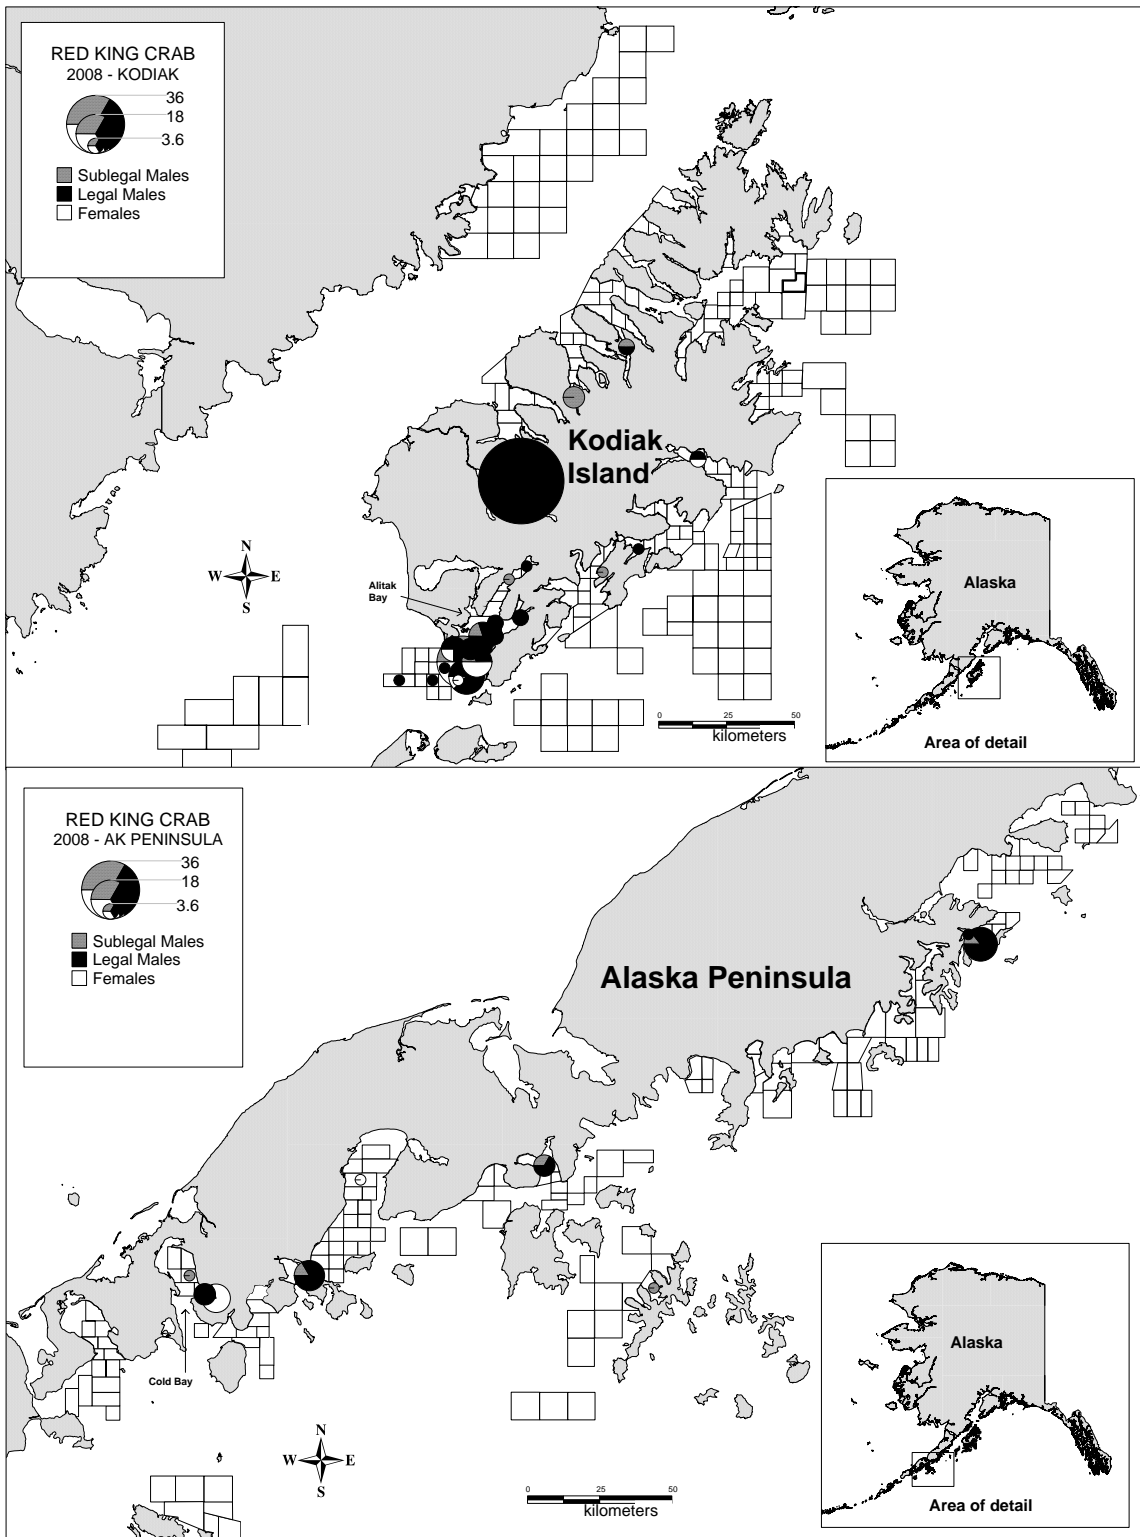 RED KING CRAB
2008 - KODIAK
36
18
3.6
Sublegal Males
Legal Males
Females
Kodiak
Island
N
W E
S
Alitak
Bay
Alaska
Area of detail
0 25 50
kilometers
RED KING CRAB
2008 - AK PENINSULA
36
18
3.6
Sublegal Males
Legal Males
Females
Alaska Peninsula
Cold Bay
N
W E
S
0 25 50
kilometers
Alaska
Area of detail